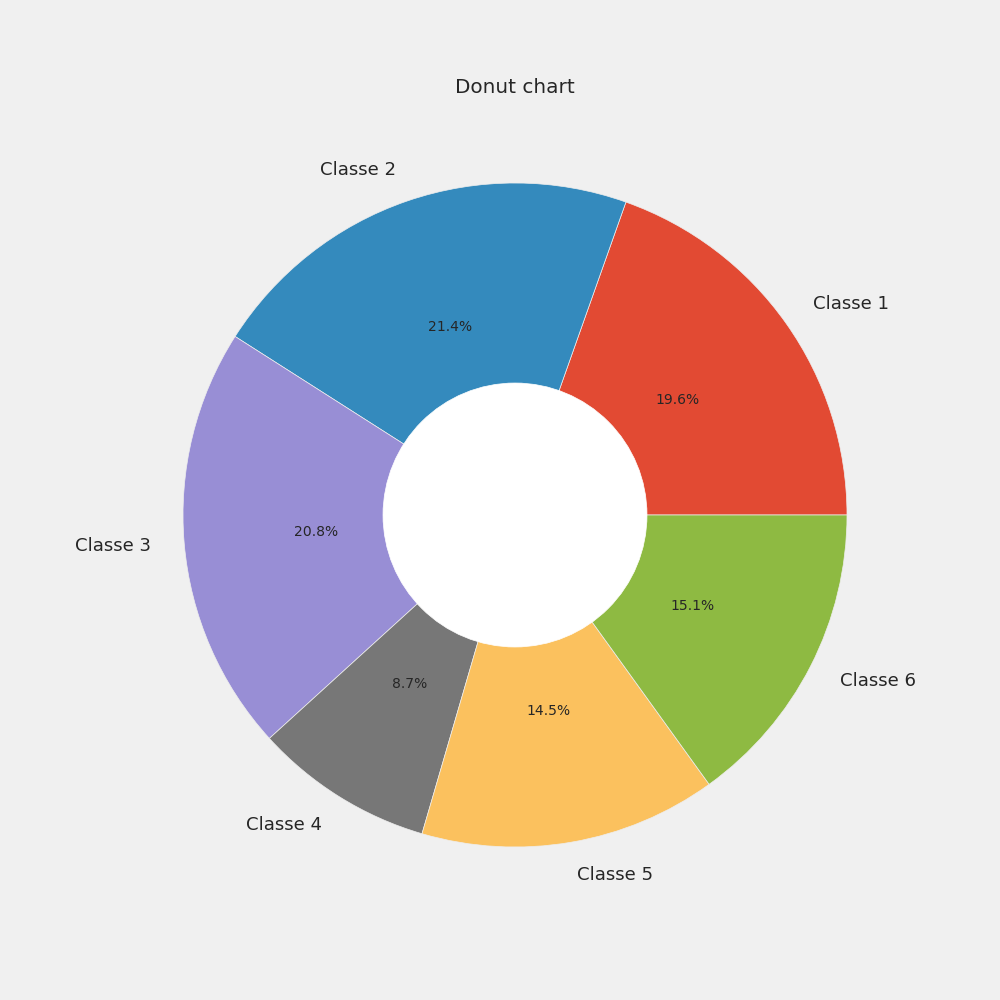 Donut chart
Classe 2
Classe 1
21.4%
19.6%
20.8%
Classe 3
15.1%
Classe 6
8.7%
14.5%
Classe 4
Classe 5